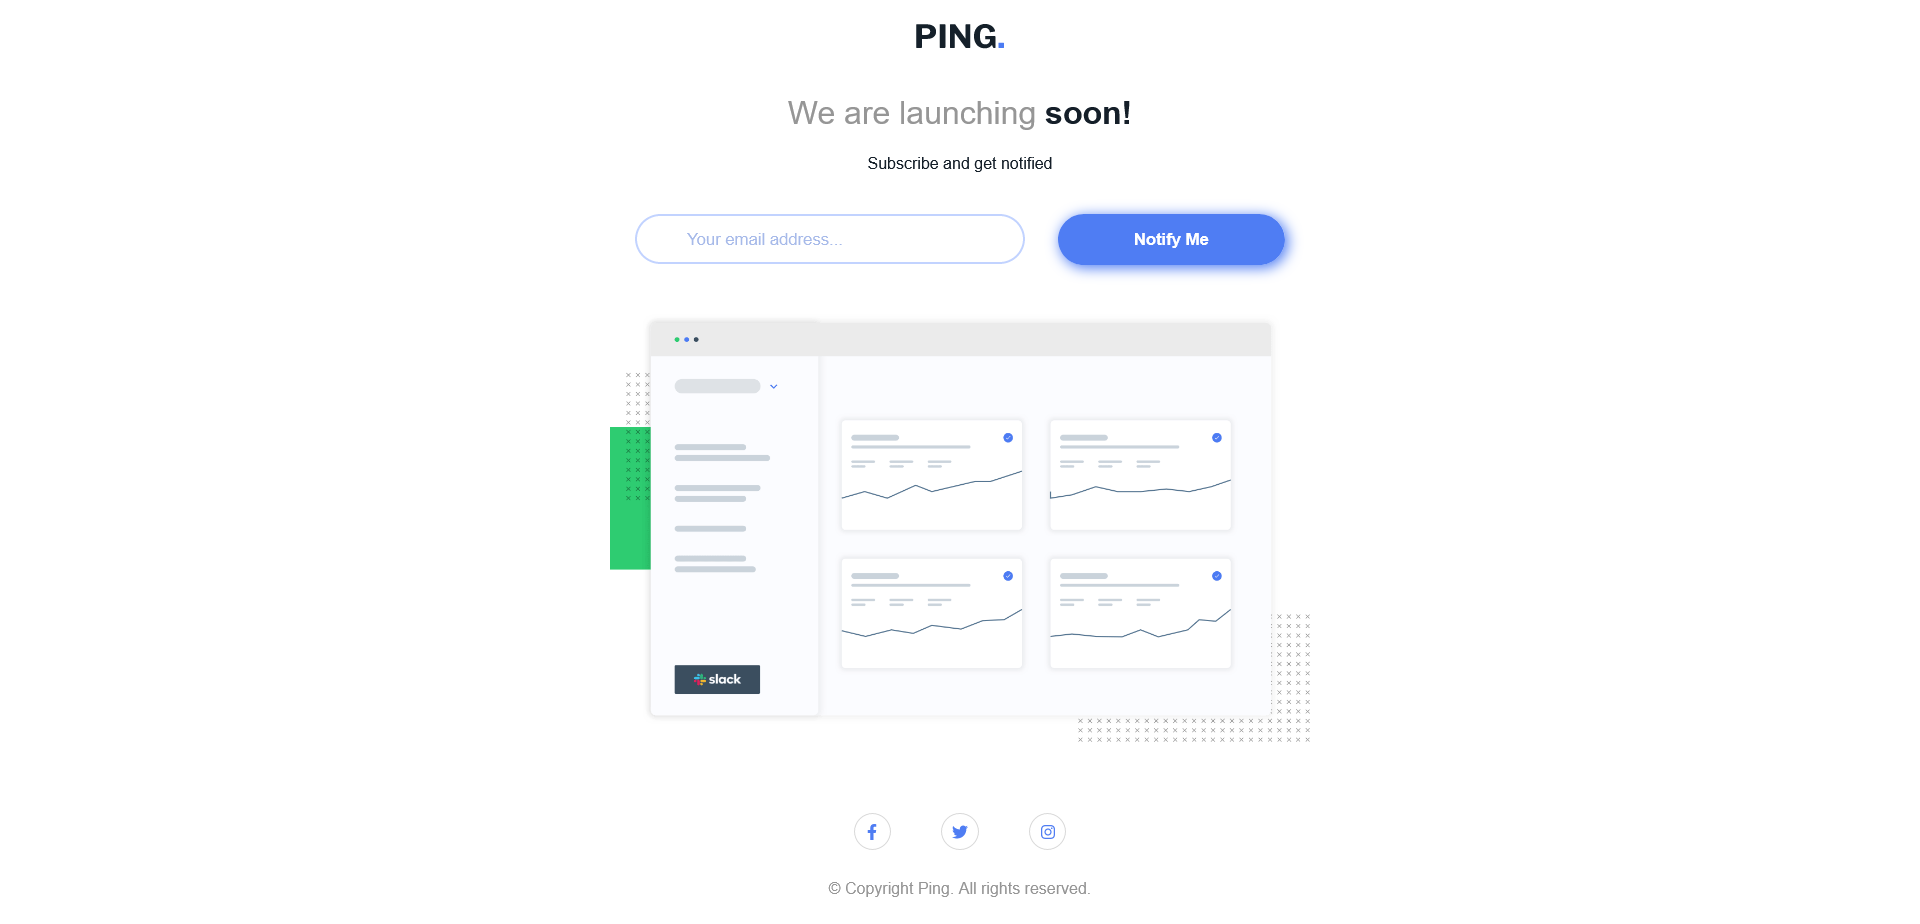 PING.
We are launching soon!
Subscribe and get notified
Your email address...
Notify Me
slack
© Copyright Ping. All rights reserved.